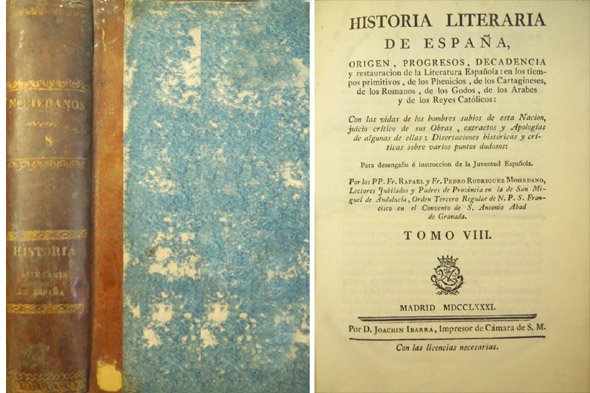 MOHEDANOS
8
HISTORIA
LITERARIA
DE ESPAÑA
HISTORIA LITERARIA
DE ESPAÑA,
ORIGEN, PROGRESOS, DECADENCIA
y restauracion de la Literatura Española: en los tiem-
pos primitivos, de los Phenicios, de los Cartagineses,
de los Romanos, de los Godos, de los Arabes
y de los Reyes Católicos:
Con las vidas de los hombres sabios de esta Nacion,
juicio crítico de sus Obras, extractos y Apologías
de algunas de ellas: Disertaciones historicas y crí-
ticas sobre varios puntos dudosos:
Para desengaño é instruccion de la Juventud Española.
Por los PP. Fr. Rafael y Fr. Pedro Rodriguez Mohedano,
Lectores Jubilados y Padres de Provincia en la de San Mi-
guel de Andalucía, Orden Tercero Regular de N. P. S. Fran-
cisco en el Convento de S. Antonio Abad
de Granada.
TOMO VIII.
MADRID MDCCLXXXI.
Por D. Joachin Ibarra, Impresor de Cámara de S. M.
Con las licencias necesarias.